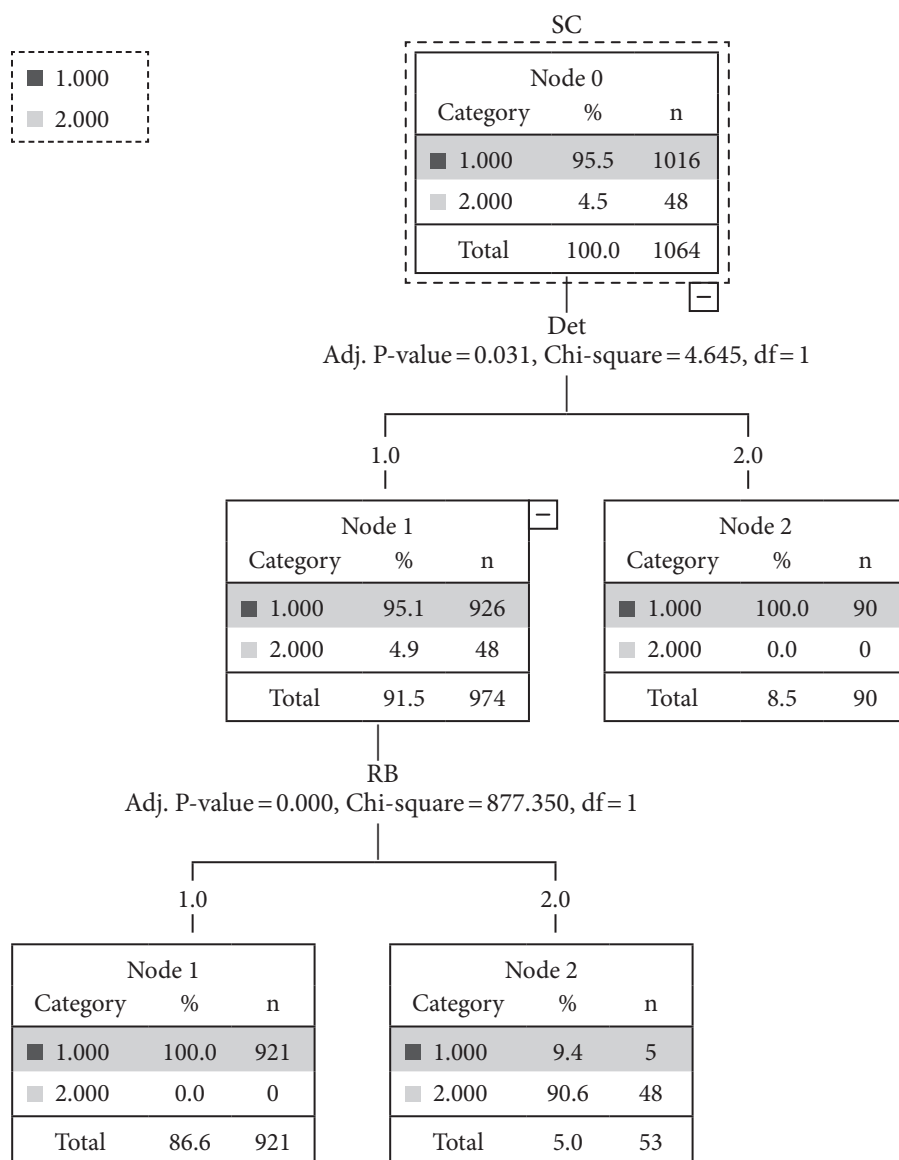 SC
1.000
2.000
Node 0
Category % n
1.000 95.5 1016
2.000 4.5 48
Total 100.0 1064
Det
Adj. P-value = 0.031, Chi-square = 4.645, df = 1
1.0 2.0
Node 1
Category % n
1.000 95.1 926
2.000 4.9 48
Total 91.5 974
Node 2
Category % n
1.000 100.0 90
2.000 0.0 0
Total 8.5 90
RB
Adj. P-value = 0.000, Chi-square = 877.350, df = 1
1.0 2.0
Node 1
Category % n
1.000 100.0 921
2.000 0.0 0
Total 86.6 921
Node 2
Category % n
1.000 9.4 5
2.000 90.6 48
Total 5.0 53